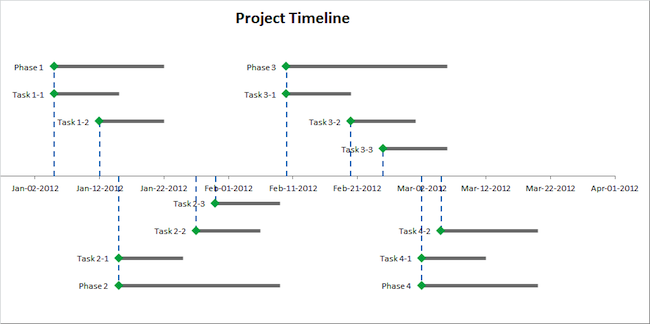 Project Timeline
Phase 1
Phase 3
Task 1-1
Task 3-1
Task 1-2
Task 3-2
Task 3-3
Jan-02-2012 Jan-12-2012 Jan-22-2012 Feb-01-2012 Feb-11-2012 Feb-21-2012 Mar-02-2012 Mar-12-2012 Mar-22-2012 Apr-01-2012
Task 2-3
Task 2-2
Task 4-2
Task 2-1
Task 4-1
Phase 2
Phase 4